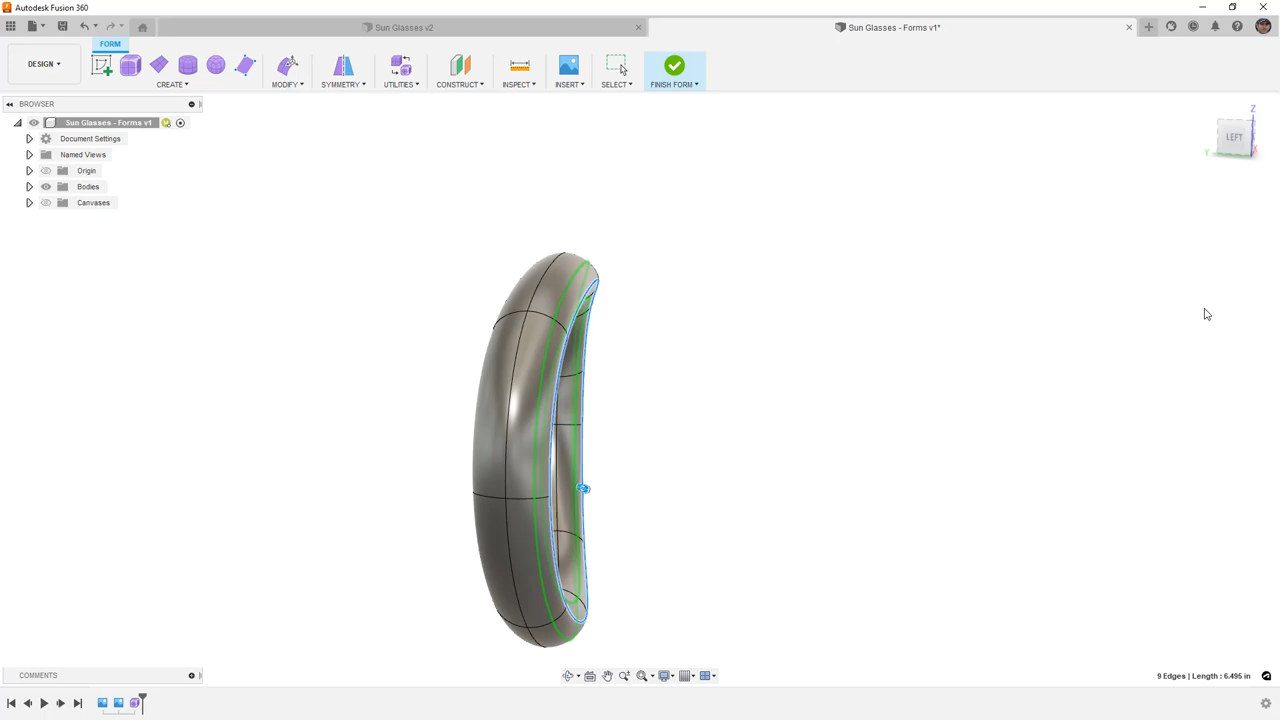 Autodesk Fusion 360
Sun Glasses v2
Sun Glasses - Forms v1*
DESIGN
FORM
CREATE
MODIFY
SYMMETRY
UTILITIES
CONSTRUCT
INSPECT
INSERT
SELECT
FINISH FORM
BROWSER
Sun Glasses - Forms v1
Document Settings
Named Views
Origin
Bodies
Canvases
Z
LEFT
Y
X
COMMENTS
9 Edges | Length : 6.495 in